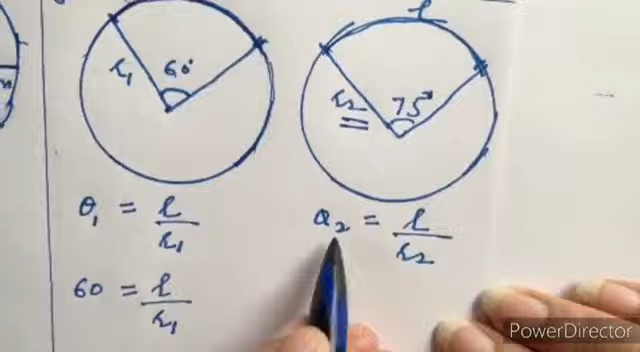 l
r₁ 60°
r₂ 75°
θ₁ = l/r₁
θ₂ = l/r₂
60 = l/r₁
PowerDirector